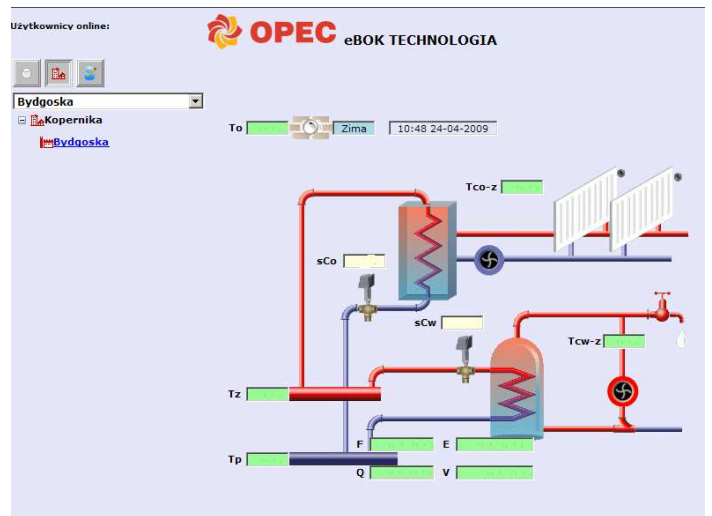 Użytkownicy online:
OPEC eBOK TECHNOLOGIA
Bydgoska
Kopernika
Bydgoska
To
Zima
10:48 24-04-2009
Tco-z
sCo
sCw
Tcw-z
Tz
F
E
Tp
Q
V